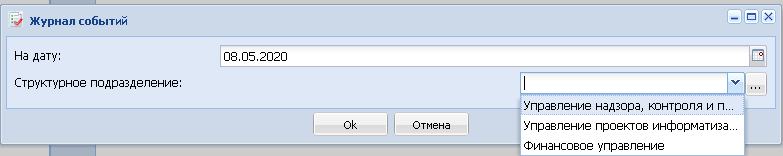 Журнал событий
На дату:
08.05.2020
Структурное подразделение:
...
Управление надзора, контроля и п...
Ok
Отмена
Управление проектов информатиза...
Финансовое управление